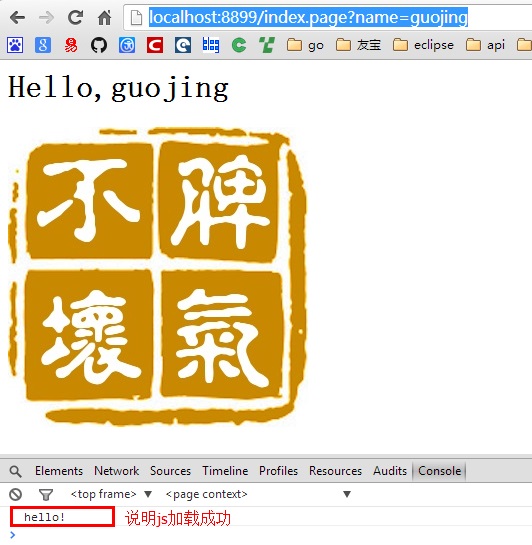 localhost:8899/index.page?name=guojing
go 友宝 eclipse api
Hello,guojing
不脾
壞氣
Elements Network Sources Timeline Profiles Resources Audits Console
<top frame> ▼ <page context> ▼
hello! 说明js加载成功